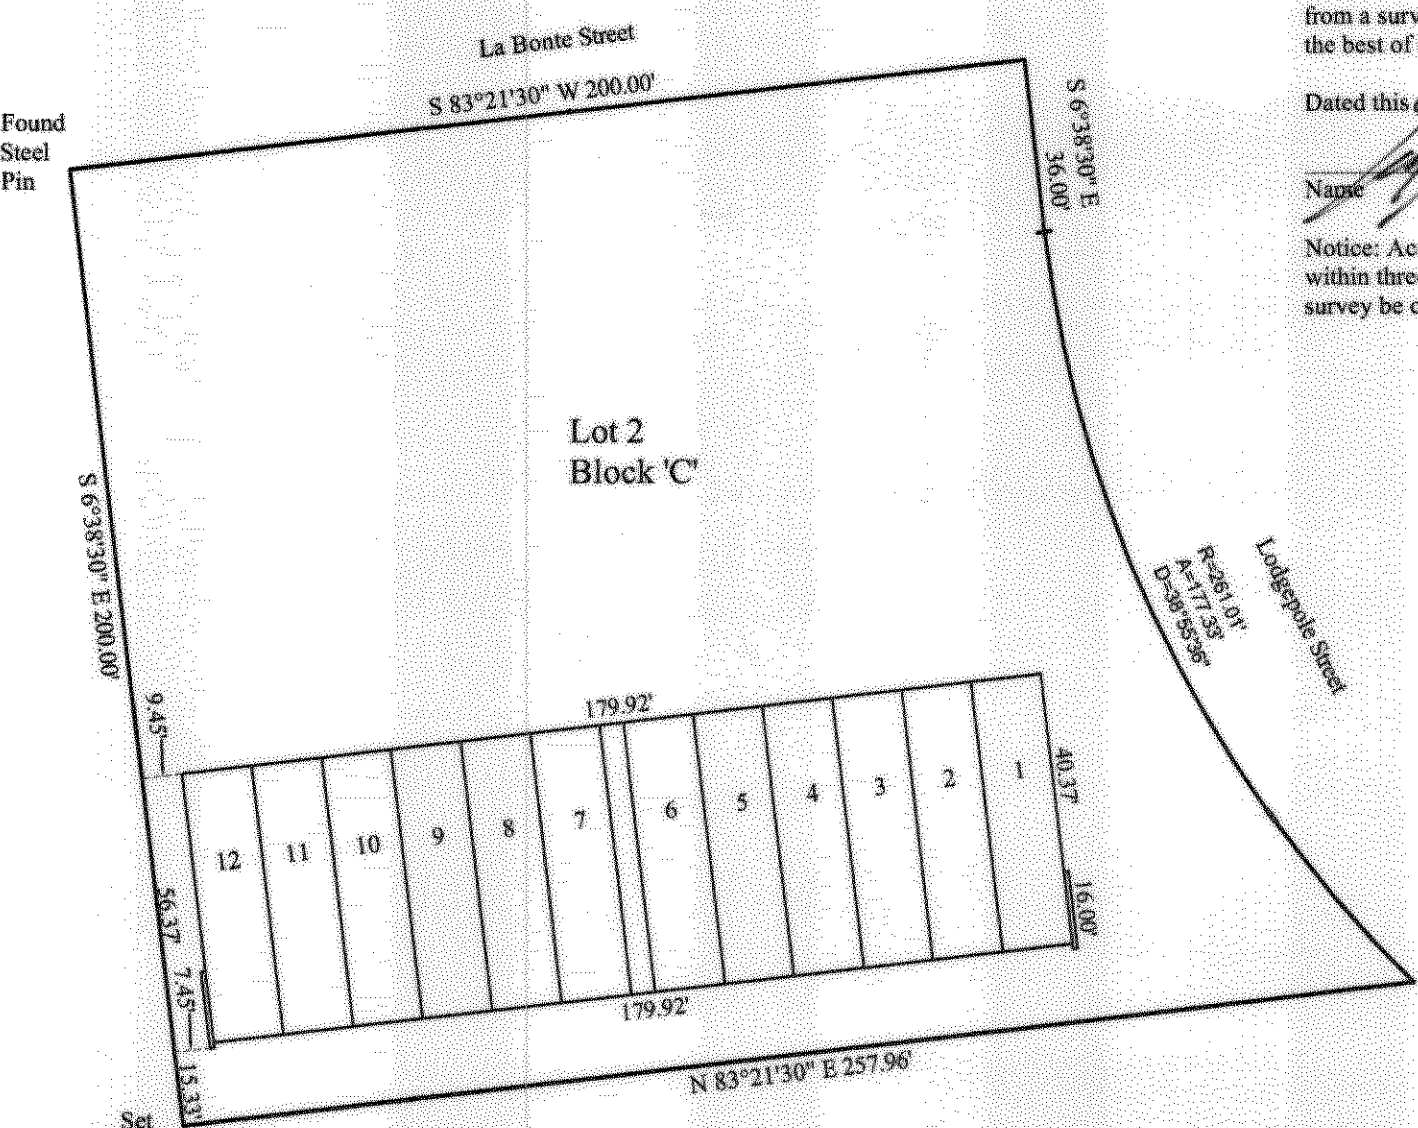 La Bonte Street
S 83°21'30" W 200.00'
Found
Steel
Pin
S 6°38'30" E
36.00'
from a surv
the best of
Dated this
Name
Notice: Ac
within thre
survey be c
Lot 2
Block 'C'
S 6°38'30" E 200.00'
R=261.01'
A=177.33'
D=38°55'36"
Lodgepole Street
9.45'
179.92'
12
11
10
9
8
7
6
5
4
3
2
1
40.37'
16.00'
56.37
7.45'
15.33'
179.92'
N 83°21'30" E 257.96'
Set